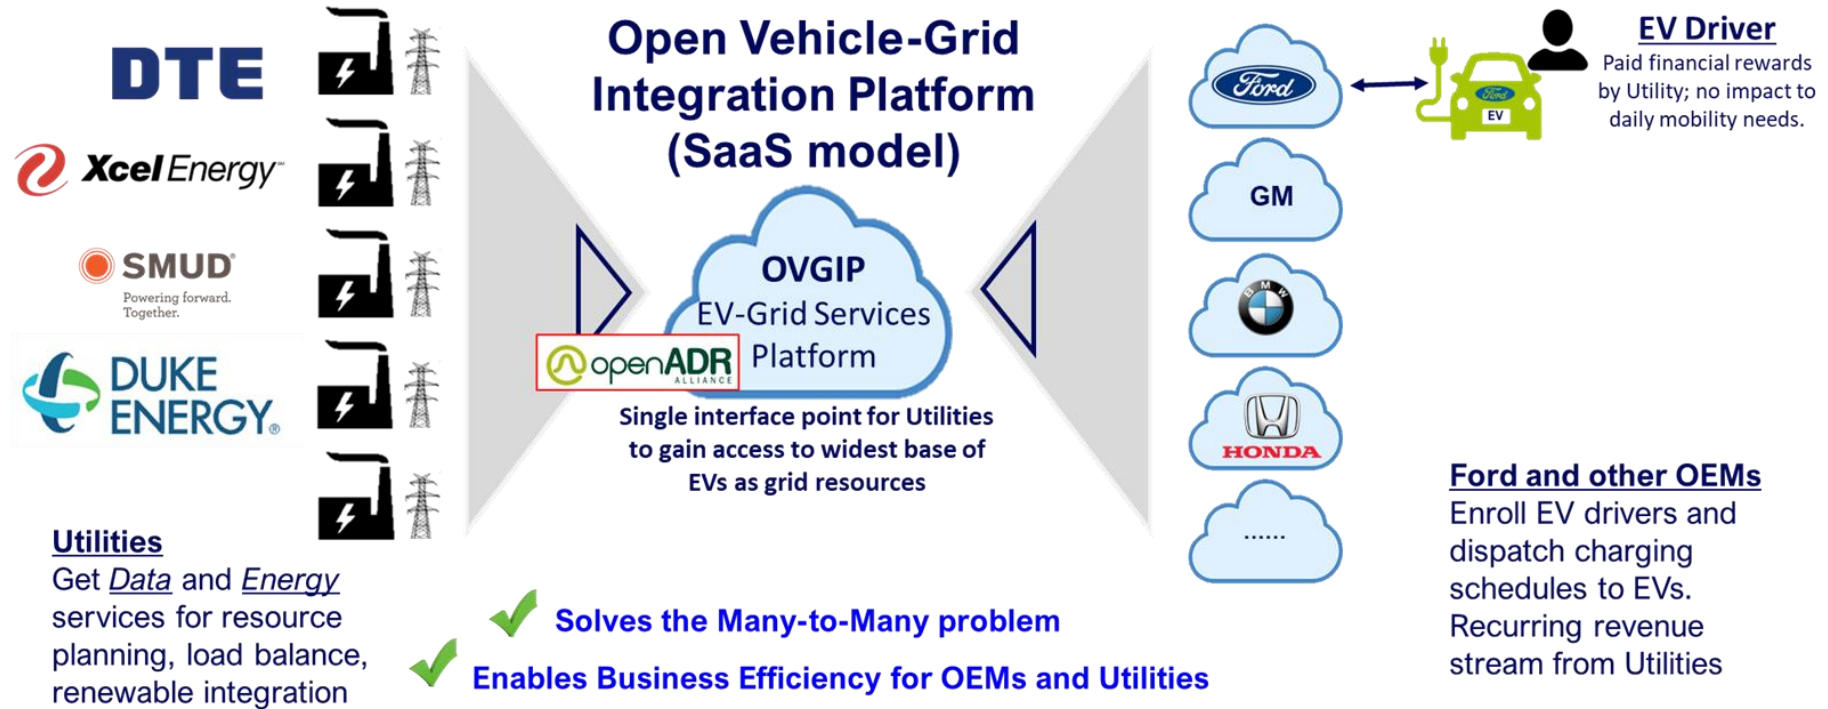 DTE
Xcel Energy℠
SMUD®
Powering forward.
Together.
DUKE
ENERGY®
Utilities
Get Data and Energy
services for resource
planning, load balance,
renewable integration
Open Vehicle-Grid
Integration Platform
(SaaS model)
OVGIP
EV-Grid Services
Platform
openADR
ALLIANCE
Single interface point for Utilities
to gain access to widest base of
EVs as grid resources
Solves the Many-to-Many problem
Enables Business Efficiency for OEMs and Utilities
Ford
GM
BMW
HONDA
......
Ford
EV
EV Driver
Paid financial rewards
by Utility; no impact to
daily mobility needs.
Ford and other OEMs
Enroll EV drivers and
dispatch charging
schedules to EVs.
Recurring revenue
stream from Utilities